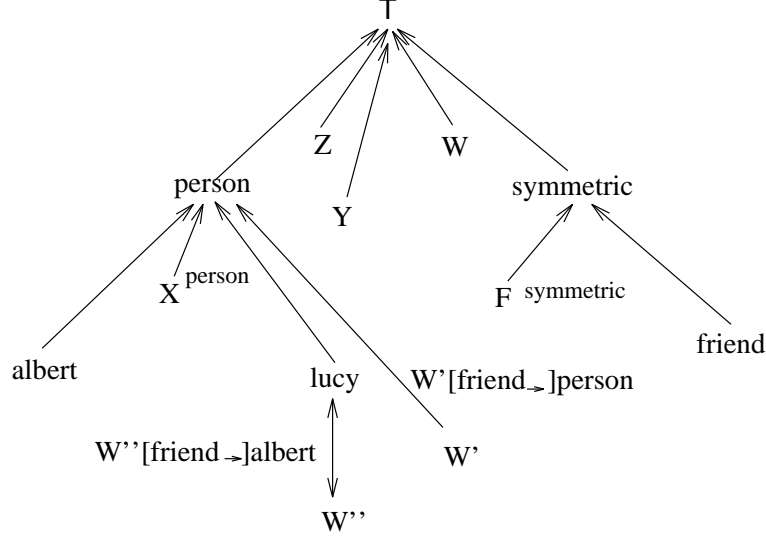 T
Z
W
person
symmetric
Y
X person
F symmetric
albert
friend
lucy
W'[friend→]person
W''[friend →]albert
W'
W''